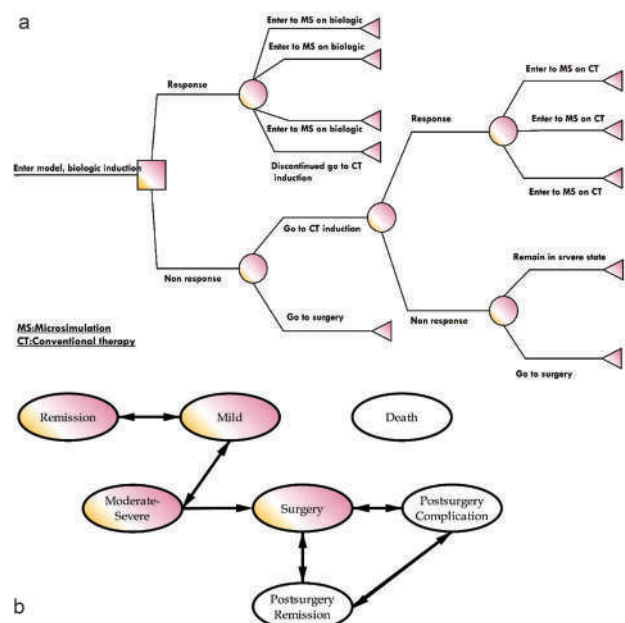 a
Enter to MS on biologic
Enter to MS on biologic
Response
Enter to MS on biologic
Discontinued go to CT
induction
Enter model, biologic induction
Enter to MS on CT
Response
Enter to MS on CT
Enter to MS on CT
Go to CT induction
Non response
Go to surgery
Remain in srvere state
Non response
Go to surgery
MS:Microsimulation
CT:Conventional therapy
Remission
Mild
Death
Moderate-
Severe
Surgery
Postsurgery
Complication
Postsurgery
Remission
b